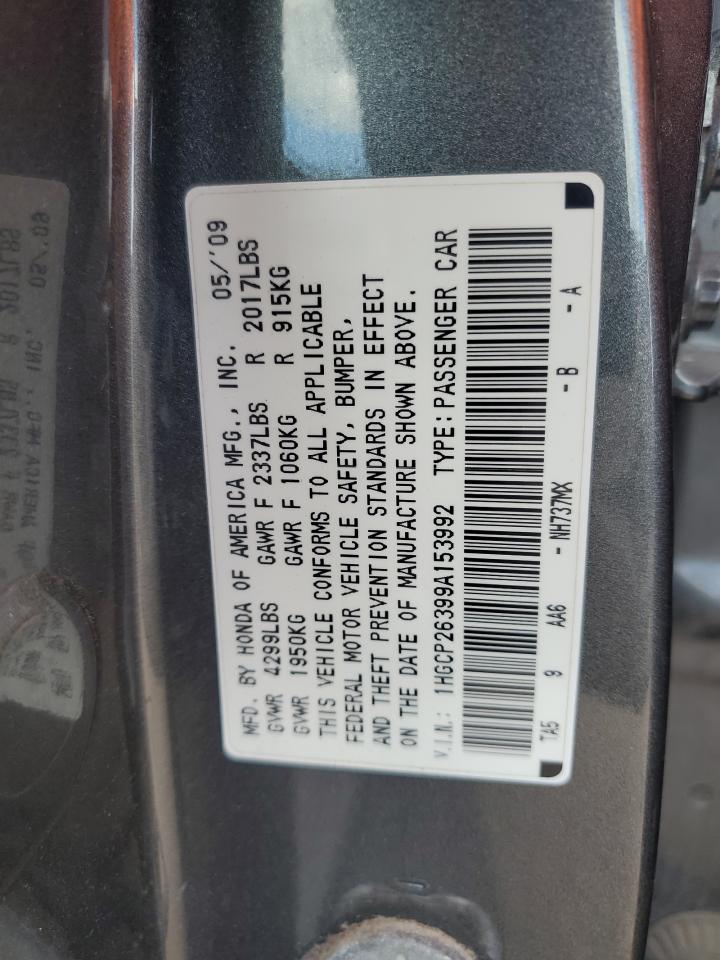 MFD. BY HONDA OF AMERICA MFG., INC. 05/'09
GVWR 4299LBS GAWR F 2337LBS R 2017LBS
GVWR 1950KG GAWR F 1060KG R 915KG
THIS VEHICLE CONFORMS TO ALL APPLICABLE
FEDERAL MOTOR VEHICLE SAFETY, BUMPER,
AND THEFT PREVENTION STANDARDS IN EFFECT
ON THE DATE OF MANUFACTURE SHOWN ABOVE.
V.I.N.: 1HGCP26399A153992 TYPE: PASSENGER CAR
TA5 9 AA6 - NH737MX - B - A